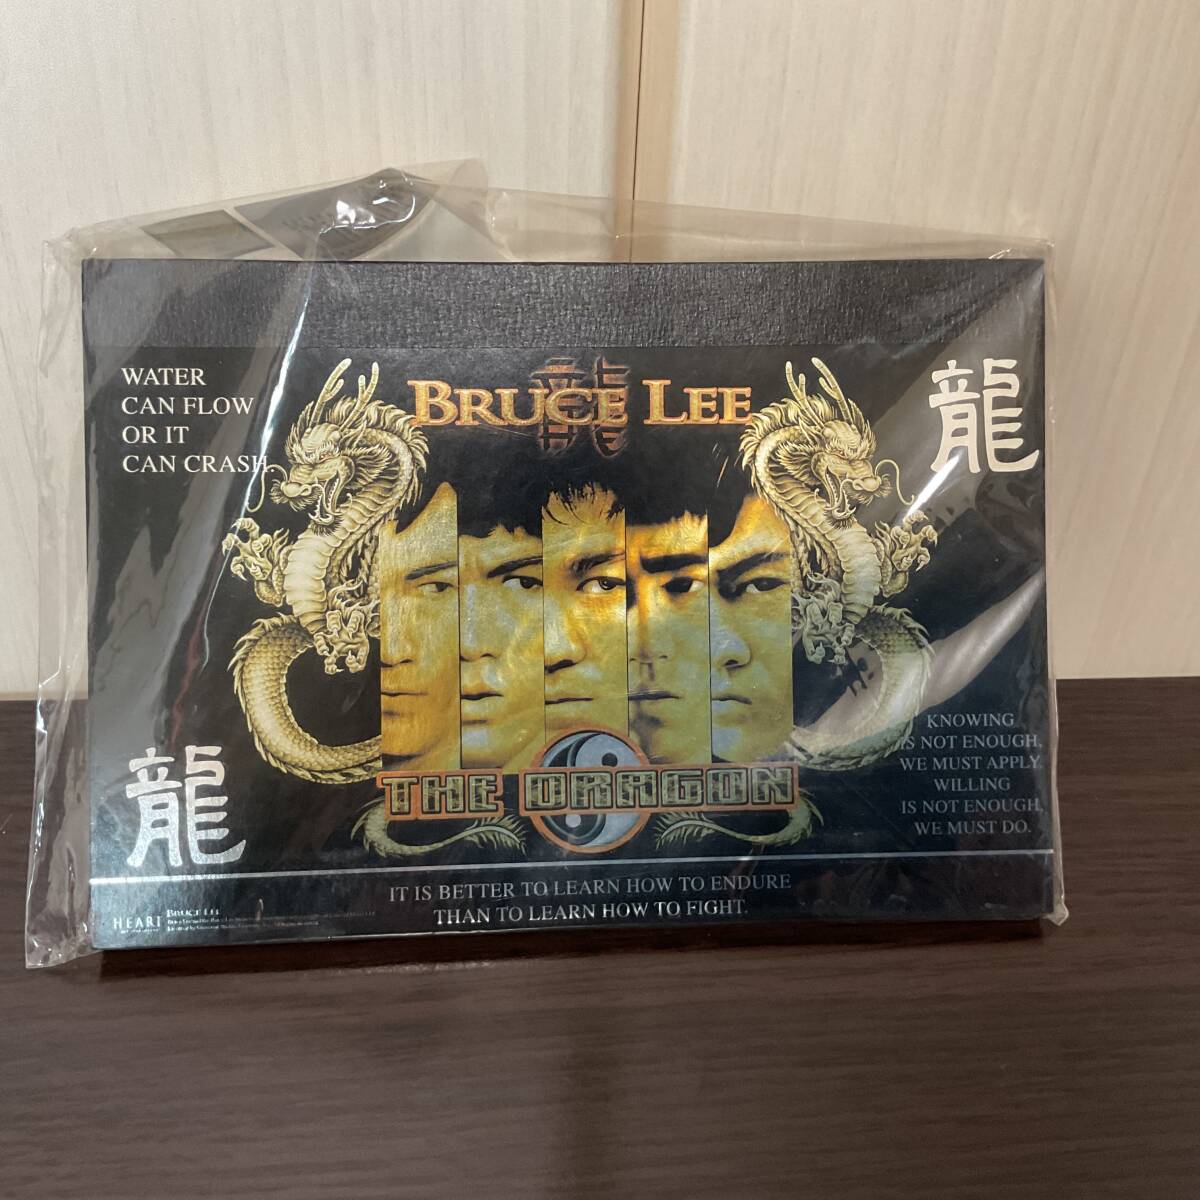 WATER
CAN FLOW
OR IT
CAN CRASH.
BRUCE LEE
龍
龍
THE DRAGON
龍
KNOWING
IS NOT ENOUGH,
WE MUST APPLY.
WILLING
IS NOT ENOUGH,
WE MUST DO.
IT IS BETTER TO LEARN HOW TO ENDURE
THAN TO LEARN HOW TO FIGHT.
HEART
BRUCE LEE